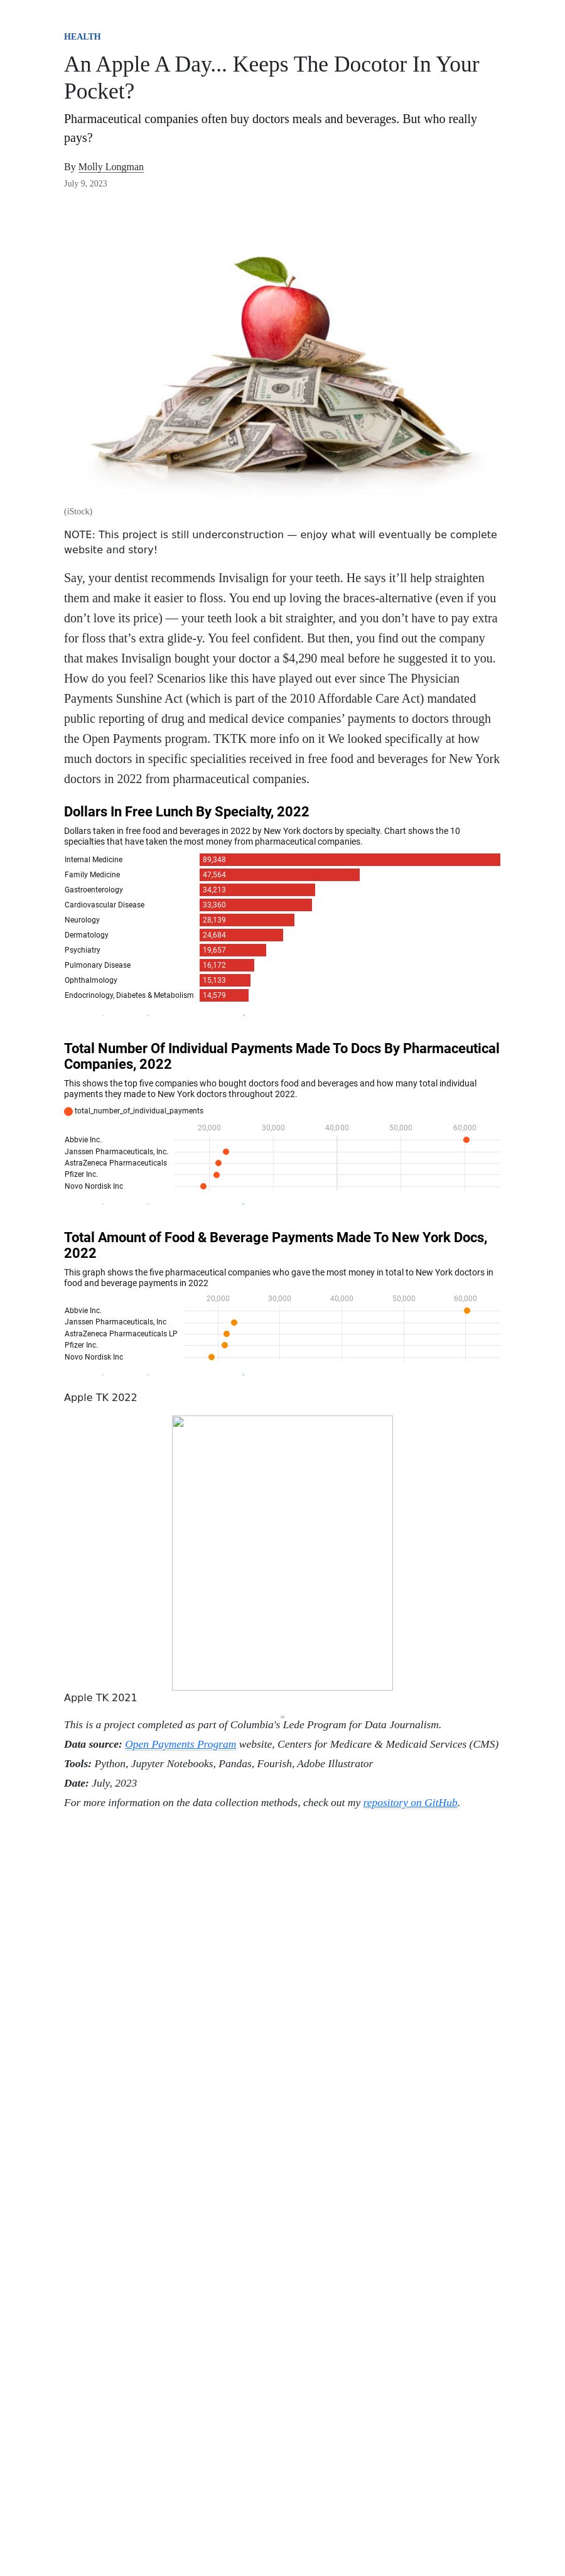 HEALTH
An Apple A Day... Keeps The Docotor In Your
Pocket?
Pharmaceutical companies often buy doctors meals and beverages. But who really
pays?
By Molly Longman
July 9, 2023
(iStock)
NOTE: This project is still underconstruction — enjoy what will eventually be complete
website and story!
Say, your dentist recommends Invisalign for your teeth. He says it’ll help straighten
them and make it easier to floss. You end up loving the braces-alternative (even if you
don’t love its price) — your teeth look a bit straighter, and you don’t have to pay extra
for floss that’s extra glide-y. You feel confident. But then, you find out the company
that makes Invisalign bought your doctor a $4,290 meal before he suggested it to you.
How do you feel? Scenarios like this have played out ever since The Physician
Payments Sunshine Act (which is part of the 2010 Affordable Care Act) mandated
public reporting of drug and medical device companies’ payments to doctors through
the Open Payments program. TKTK more info on it We looked specifically at how
much doctors in specific specialities received in free food and beverages for New York
doctors in 2022 from pharmaceutical companies.
Dollars In Free Lunch By Specialty, 2022
Dollars taken in free food and beverages in 2022 by New York doctors by specialty. Chart shows the 10
specialties that have taken the most money from pharmaceutical companies.
Internal Medicine 89,348
Family Medicine 47,564
Gastroenterology 34,213
Cardiovascular Disease 33,360
Neurology 28,139
Dermatology 24,684
Psychiatry 19,657
Pulmonary Disease 16,172
Ophthalmology 15,133
Endocrinology, Diabetes & Metabolism 14,579
Total Number Of Individual Payments Made To Docs By Pharmaceutical
Companies, 2022
This shows the top five companies who bought doctors food and beverages and how many total individual
payments they made to New York doctors throughout 2022.
total_number_of_individual_payments
20,000 30,000 40,000 50,000 60,000
Abbvie Inc.
Janssen Pharmaceuticals, Inc.
AstraZeneca Pharmaceuticals
Pfizer Inc.
Novo Nordisk Inc
Total Amount of Food & Beverage Payments Made To New York Docs,
2022
This graph shows the five pharmaceutical companies who gave the most money in total to New York doctors in
food and beverage payments in 2022
20,000 30,000 40,000 50,000 60,000
Abbvie Inc.
Janssen Pharmaceuticals, Inc
AstraZeneca Pharmaceuticals LP
Pfizer Inc.
Novo Nordisk Inc
Apple TK 2022
Apple TK 2021
This is a project completed as part of Columbia's Lede Program for Data Journalism.
Data source: Open Payments Program website, Centers for Medicare & Medicaid Services (CMS)
Tools: Python, Jupyter Notebooks, Pandas, Fourish, Adobe Illustrator
Date: July, 2023
For more information on the data collection methods, check out my repository on GitHub.